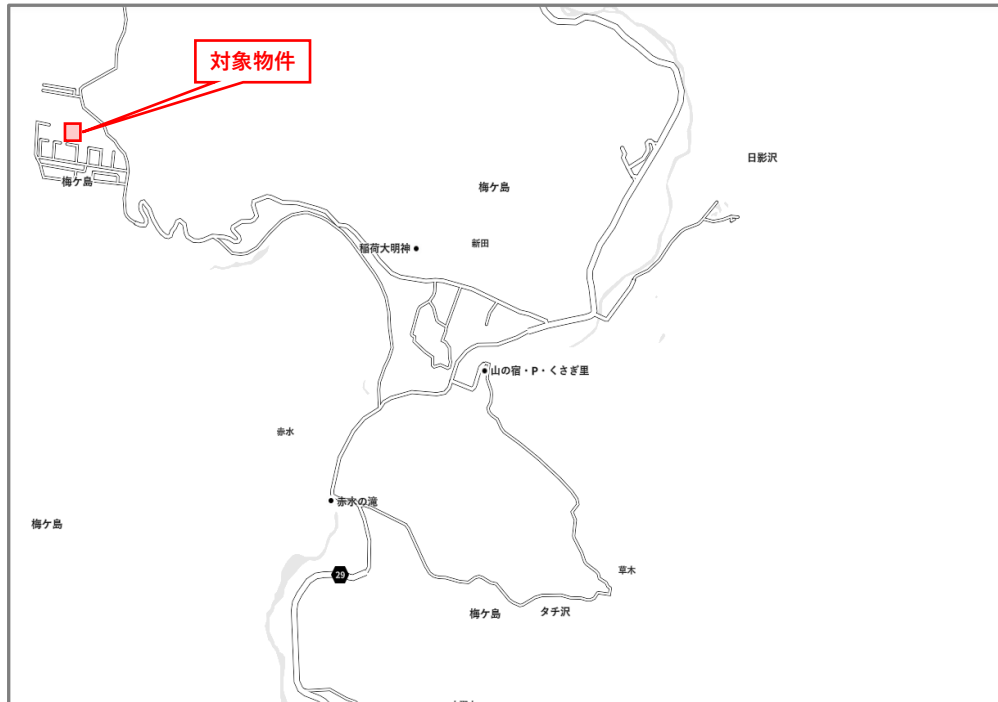 対象物件
日影沢
梅ケ島
梅ケ島
新田
稲荷大明神
山の宿・P・くさぎ里
赤水
赤水の滝
梅ケ島
29
草木
タチ沢
梅ケ島